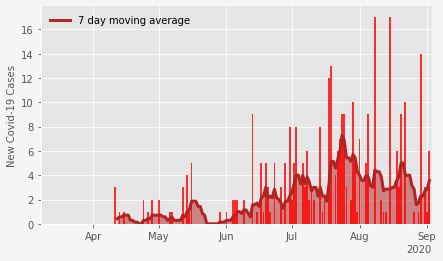 7 day moving average
New Covid-19 Cases
16
14
12
10
8
6
4
2
0
Apr
May
Jun
Jul
Aug
Sep
2020